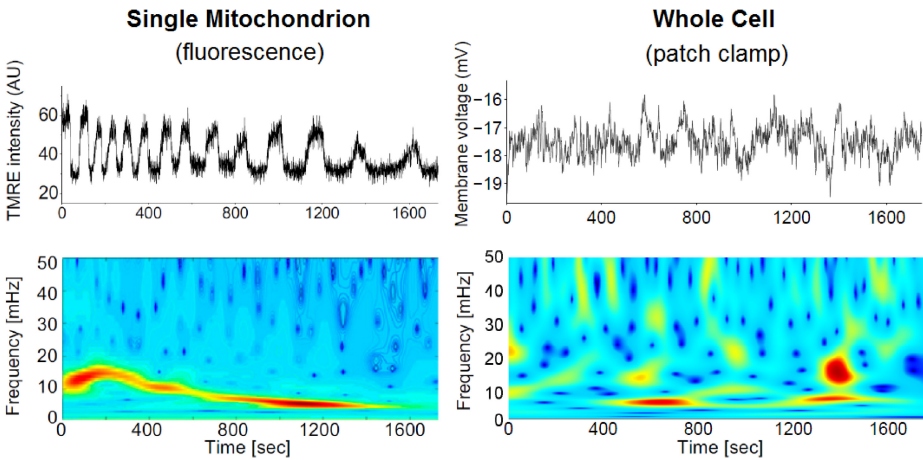 Single Mitochondrion
(fluorescence)
TMRE intensity (AU)
60
40
20
0 400 800 1200 1600
Frequency [mHz]
50
40
30
20
10
0
0 400 800 1200 1600
Time [sec]
Whole Cell
(patch clamp)
Membrane voltage (mV)
−16
−17
−18
−19
0 400 800 1200 1600
Frequency [mHz]
50
40
30
20
10
0
0 400 800 1200 1600
Time [sec]